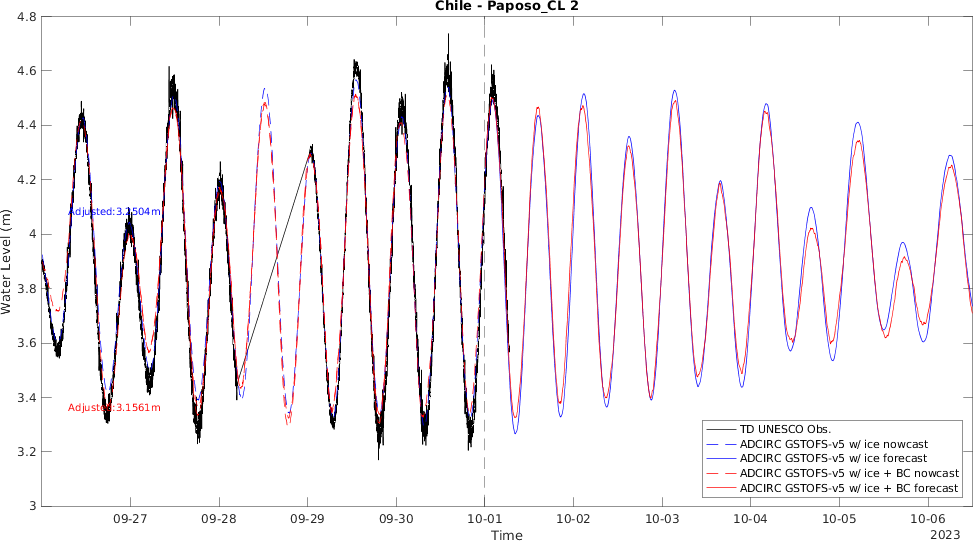 Chile - Paposo_CL 2
4.8
4.6
4.4
4.2
4
3.8
3.6
3.4
3.2
3
Water Level (m)
Adjusted:3.2504m
Adjusted:3.1561m
TD UNESCO Obs.
ADCIRC GSTOFS-v5 w/ ice nowcast
ADCIRC GSTOFS-v5 w/ ice forecast
ADCIRC GSTOFS-v5 w/ ice + BC nowcast
ADCIRC GSTOFS-v5 w/ ice + BC forecast
09-27 09-28 09-29 09-30 10-01 10-02 10-03 10-04 10-05 10-06
Time
2023